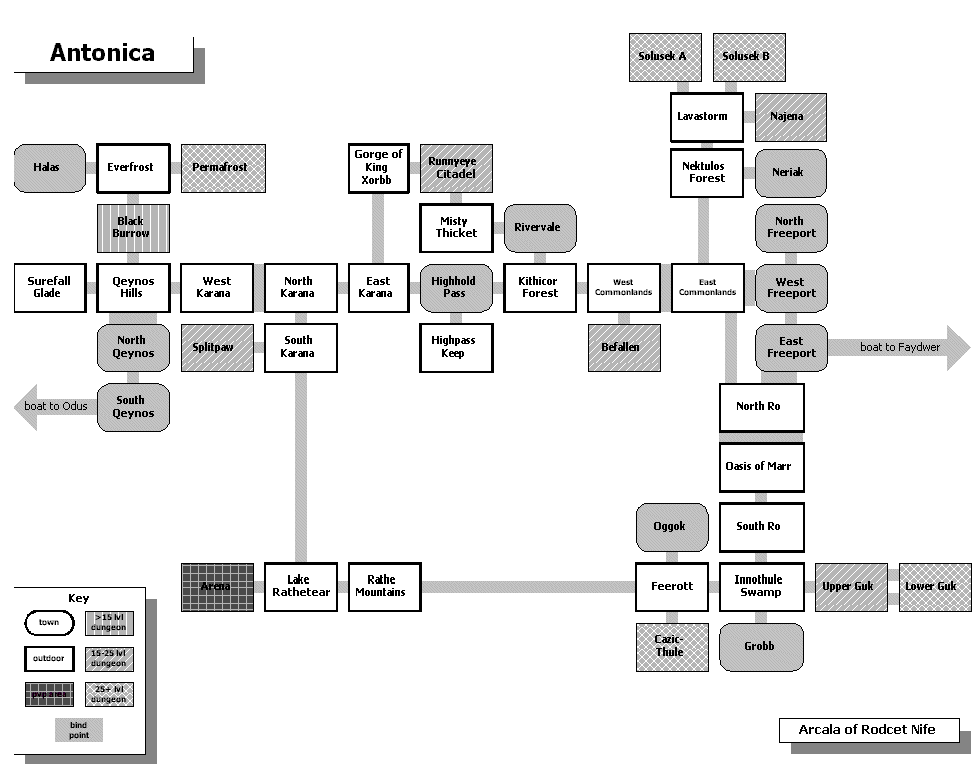 Antonica
Solusek A
Solusek B
Lavastorm
Najena
Halas
Everfrost
Permafrost
Gorge of
King
Xorbb
Runnyeye
Citadel
Nektulos
Forest
Neriak
Black
Burrow
Misty
Thicket
Rivervale
North
Freeport
Surefall
Glade
Qeynos
Hills
West
Karana
North
Karana
East
Karana
Highhold
Pass
Kithicor
Forest
West
Commonlands
East
Commonlands
West
Freeport
North
Qeynos
Splitpaw
South
Karana
Highpass
Keep
Befallen
East
Freeport
boat to Faydwer
boat to Odus
South
Qeynos
North Ro
Oasis of Marr
Oggok
South Ro
Arena
Lake
Rathetear
Rathe
Mountains
Feerott
Innothule
Swamp
Upper Guk
Lower Guk
Cazic-
Thule
Grobb
Key
town
>15 lvl
dungeon
outdoor
15-25 lvl
dungeon
pvp area
25+ lvl
dungeon
bind
point
Arcala of Rodcet Nife